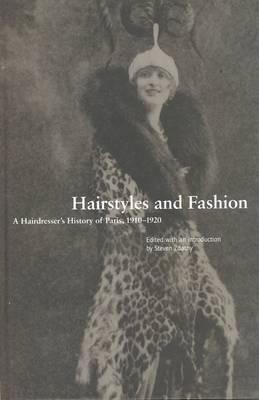 Hairstyles and Fashion
A Hairdresser's History of Paris, 1910–1920
Edited with an introduction
by Steven Zdatny